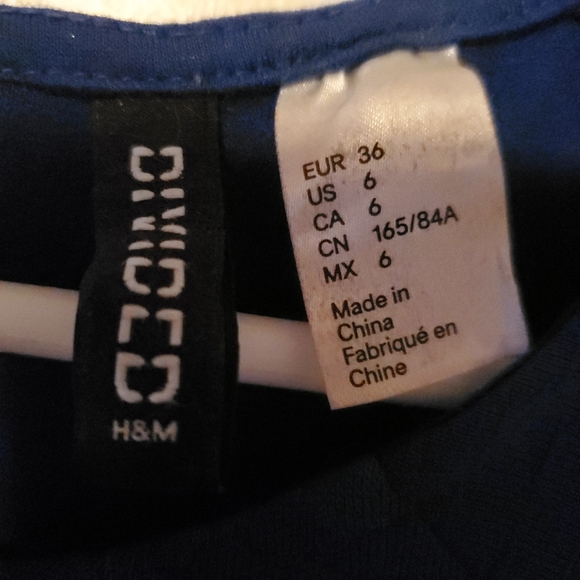 DIVIDED
H&M
EUR 36
US 6
CA 6
CN 165/84A
MX 6
Made in
China
Fabriqué en
Chine